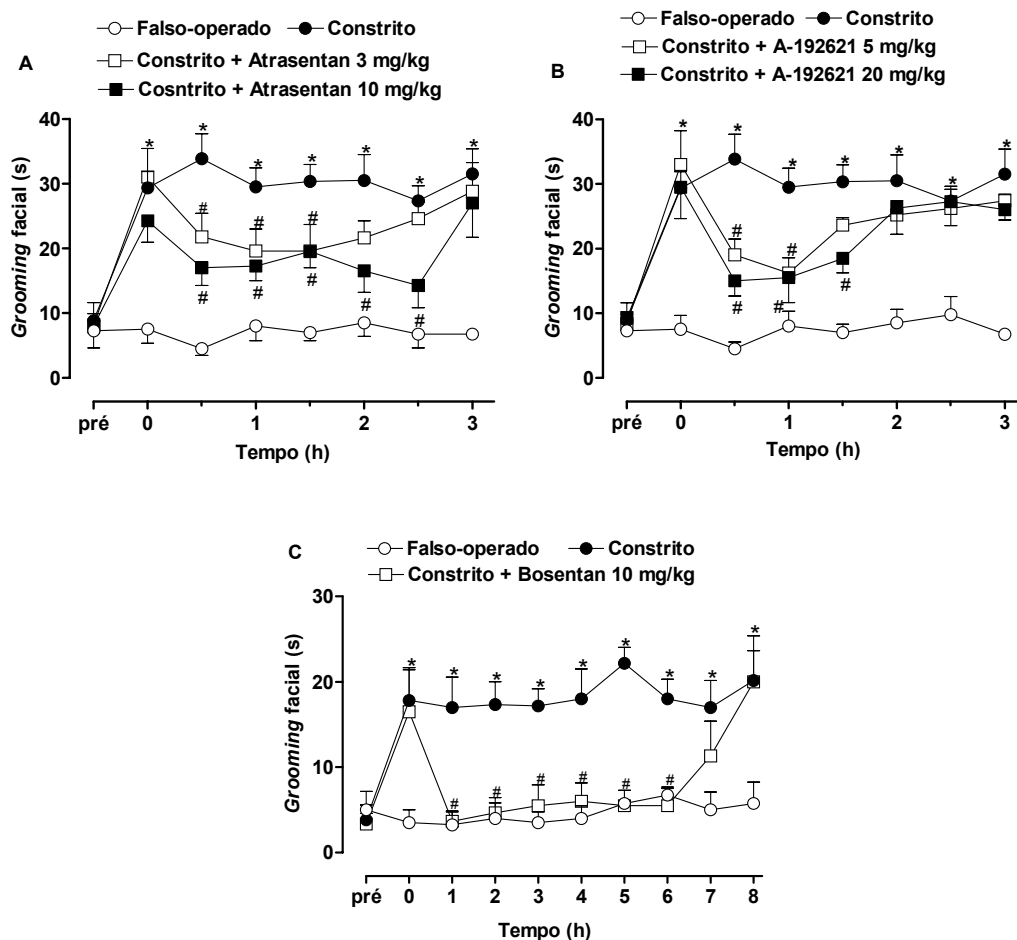 Falso-operado Constrito
A
Constrito + Atrasentan 3 mg/kg
Cosntrito + Atrasentan 10 mg/kg
40
30
20
10
0
Grooming facial (s)
* * * * * * *
# # #
# # # # #
pré 0 1 2 3
Tempo (h)
Falso-operado Constrito
B
Constrito + A-192621 5 mg/kg
Constrito + A-192621 20 mg/kg
40
30
20
10
0
Grooming facial (s)
* * * * * * *
# #
# # #
pré 0 1 2 3
Tempo (h)
C
Falso-operado Constrito
Constrito + Bosentan 10 mg/kg
30
20
10
0
Grooming facial (s)
* * * * * * * * *
# # # # # #
pré 0 1 2 3 4 5 6 7 8
Tempo (h)